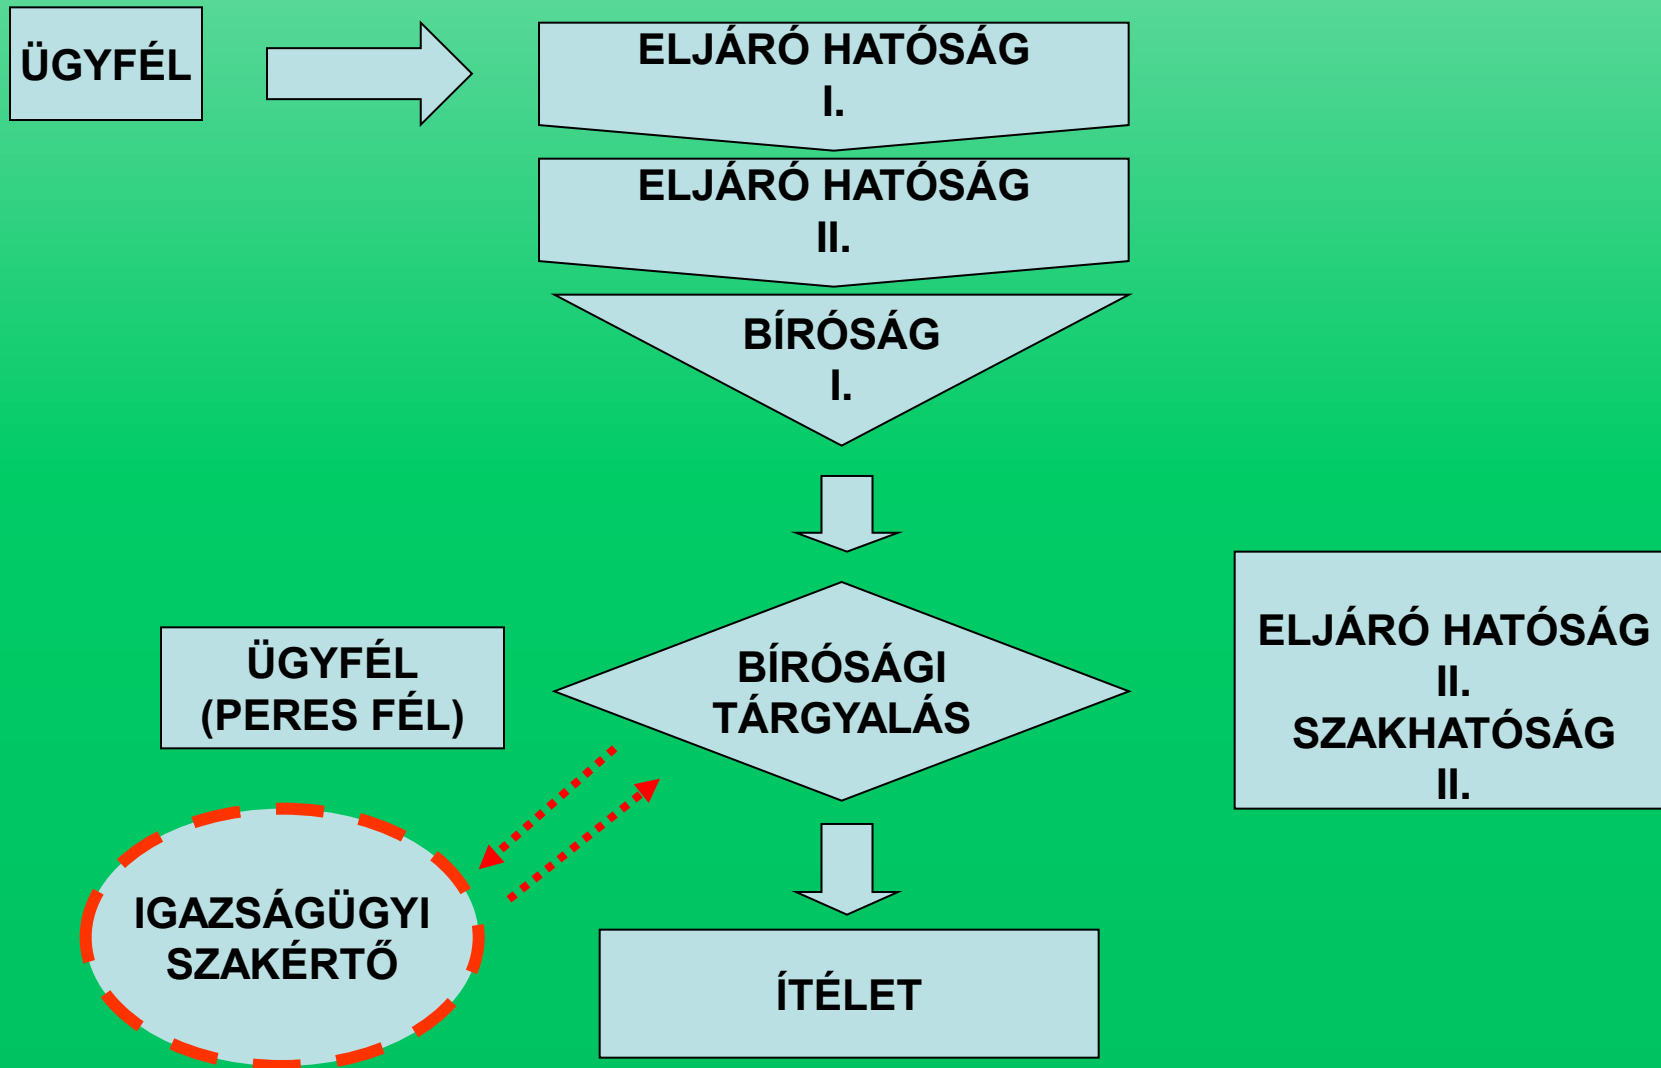 ÜGYFÉL
ELJÁRÓ HATÓSÁG
I.
ELJÁRÓ HATÓSÁG
II.
BÍRÓSÁG
I.
ÜGYFÉL
(PERES FÉL)
BÍRÓSÁGI
TÁRGYALÁS
ELJÁRÓ HATÓSÁG
II.
SZAKHATÓSÁG
II.
IGAZSÁGÜGYI
SZAKÉRTŐ
ÍTÉLET